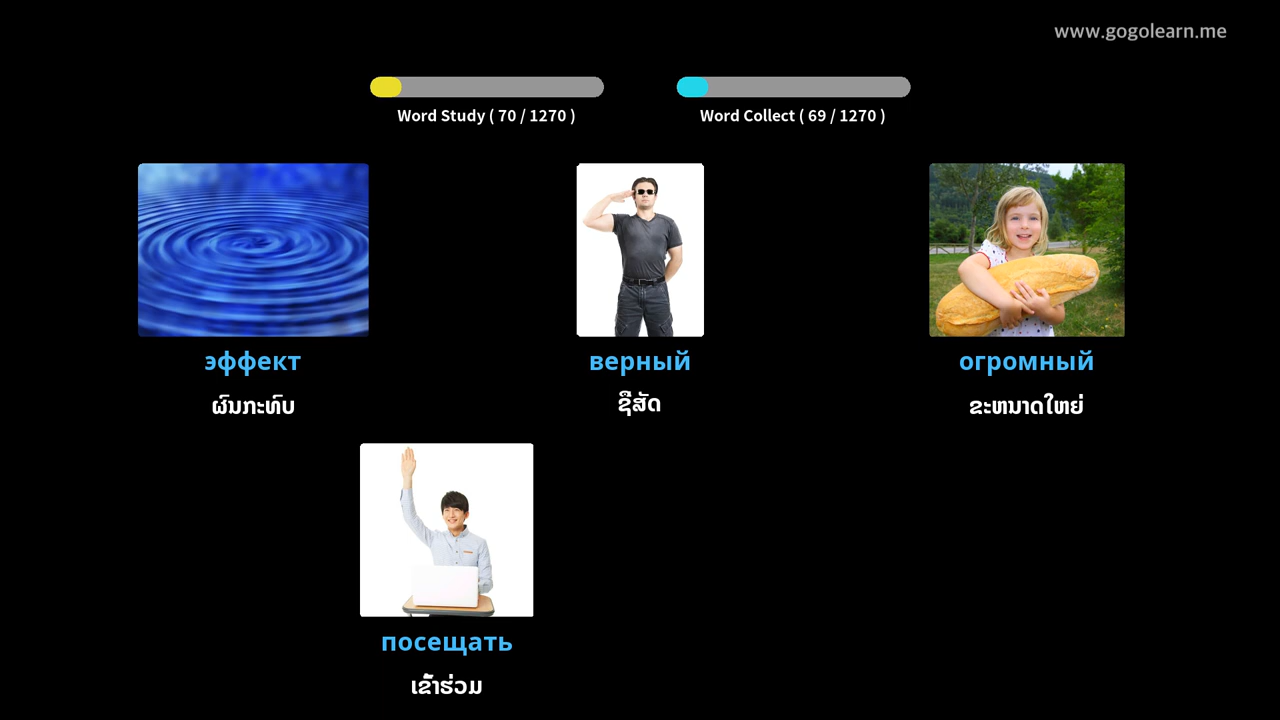 www.gogolearn.me
Word Study ( 70 / 1270 )
Word Collect ( 69 / 1270 )
эффект
верный
огромный
ຜົນກະທົບ
ຊື່ສັດ
ຂະຫນາດໃຫຍ່
посещать
ເຂົ້າຮ່ວມ